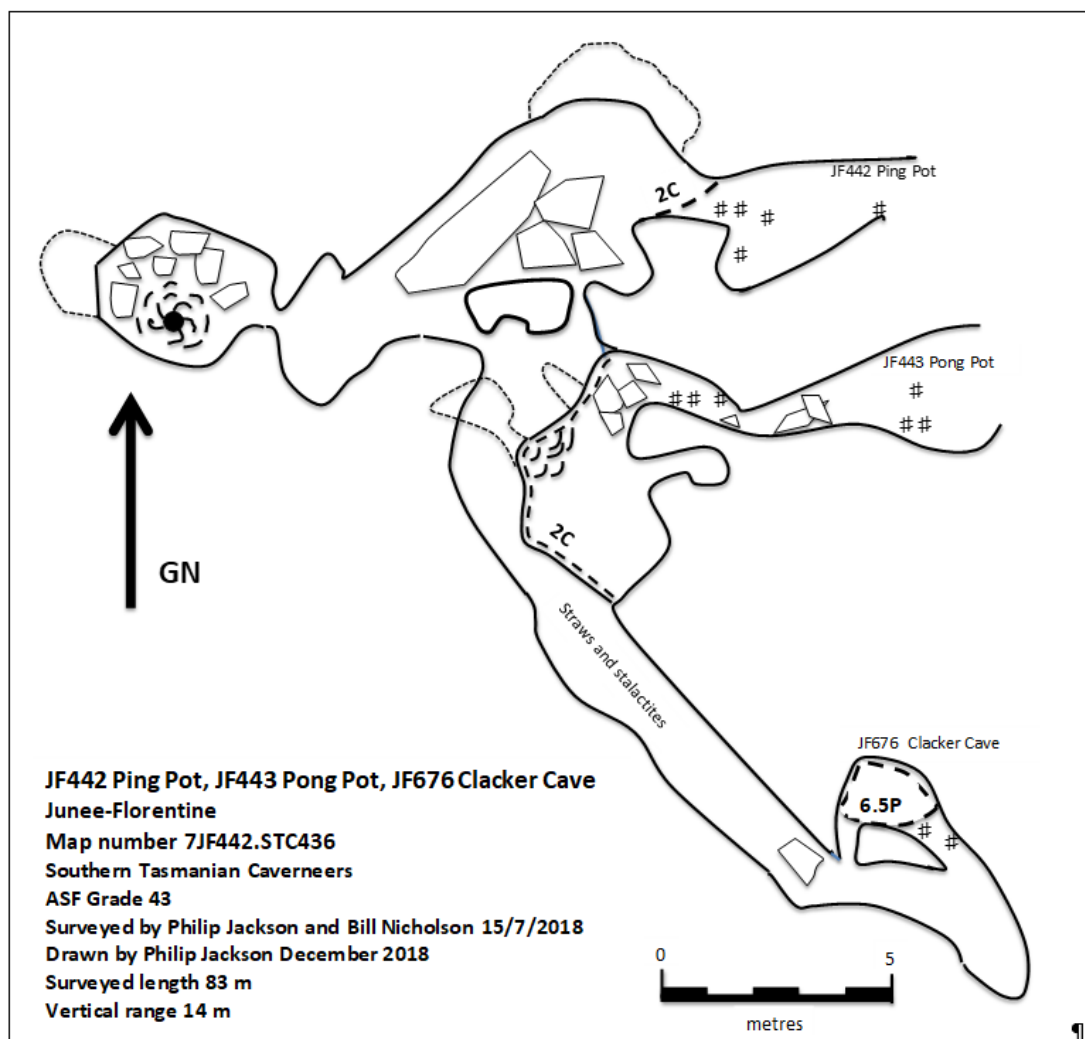 2C
JF442 Ping Pot
##
#
#
#
JF443 Pong Pot
#
###
##
GN
2C
Straws and stalactites
JF676 Clacker Cave
6.5P
#
#
JF442 Ping Pot, JF443 Pong Pot, JF676 Clacker Cave
Junee-Florentine
Map number 7JF442.STC436
Southern Tasmanian Caverneers
ASF Grade 43
Surveyed by Philip Jackson and Bill Nicholson 15/7/2018
Drawn by Philip Jackson December 2018
Surveyed length 83 m
Vertical range 14 m
0 5
metres
¶